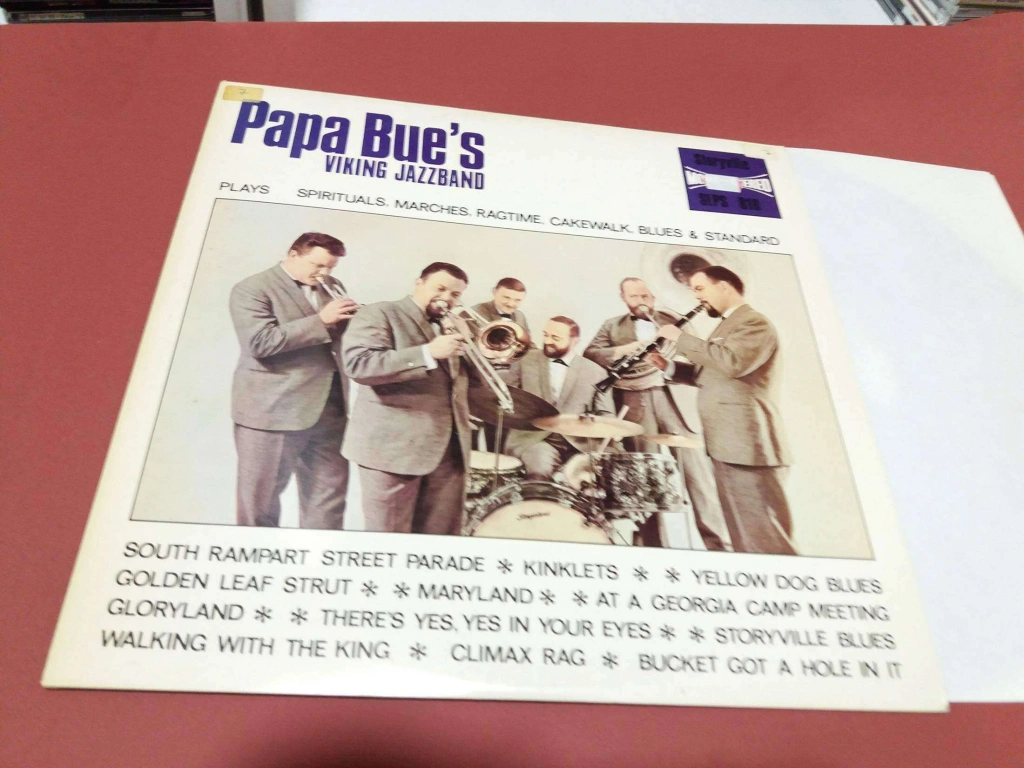 Papa Bue's
VIKING JAZZBAND
Storyville
SLPS 816
PLAYS SPIRITUALS, MARCHES, RAGTIME, CAKEWALK, BLUES & STANDARD
SOUTH RAMPART STREET PARADE * KINKLETS * * YELLOW DOG BLUES
GOLDEN LEAF STRUT * * MARYLAND * * AT A GEORGIA CAMP MEETING
GLORYLAND * * THERE'S YES, YES IN YOUR EYES * * STORYVILLE BLUES
WALKING WITH THE KING * CLIMAX RAG * BUCKET GOT A HOLE IN IT